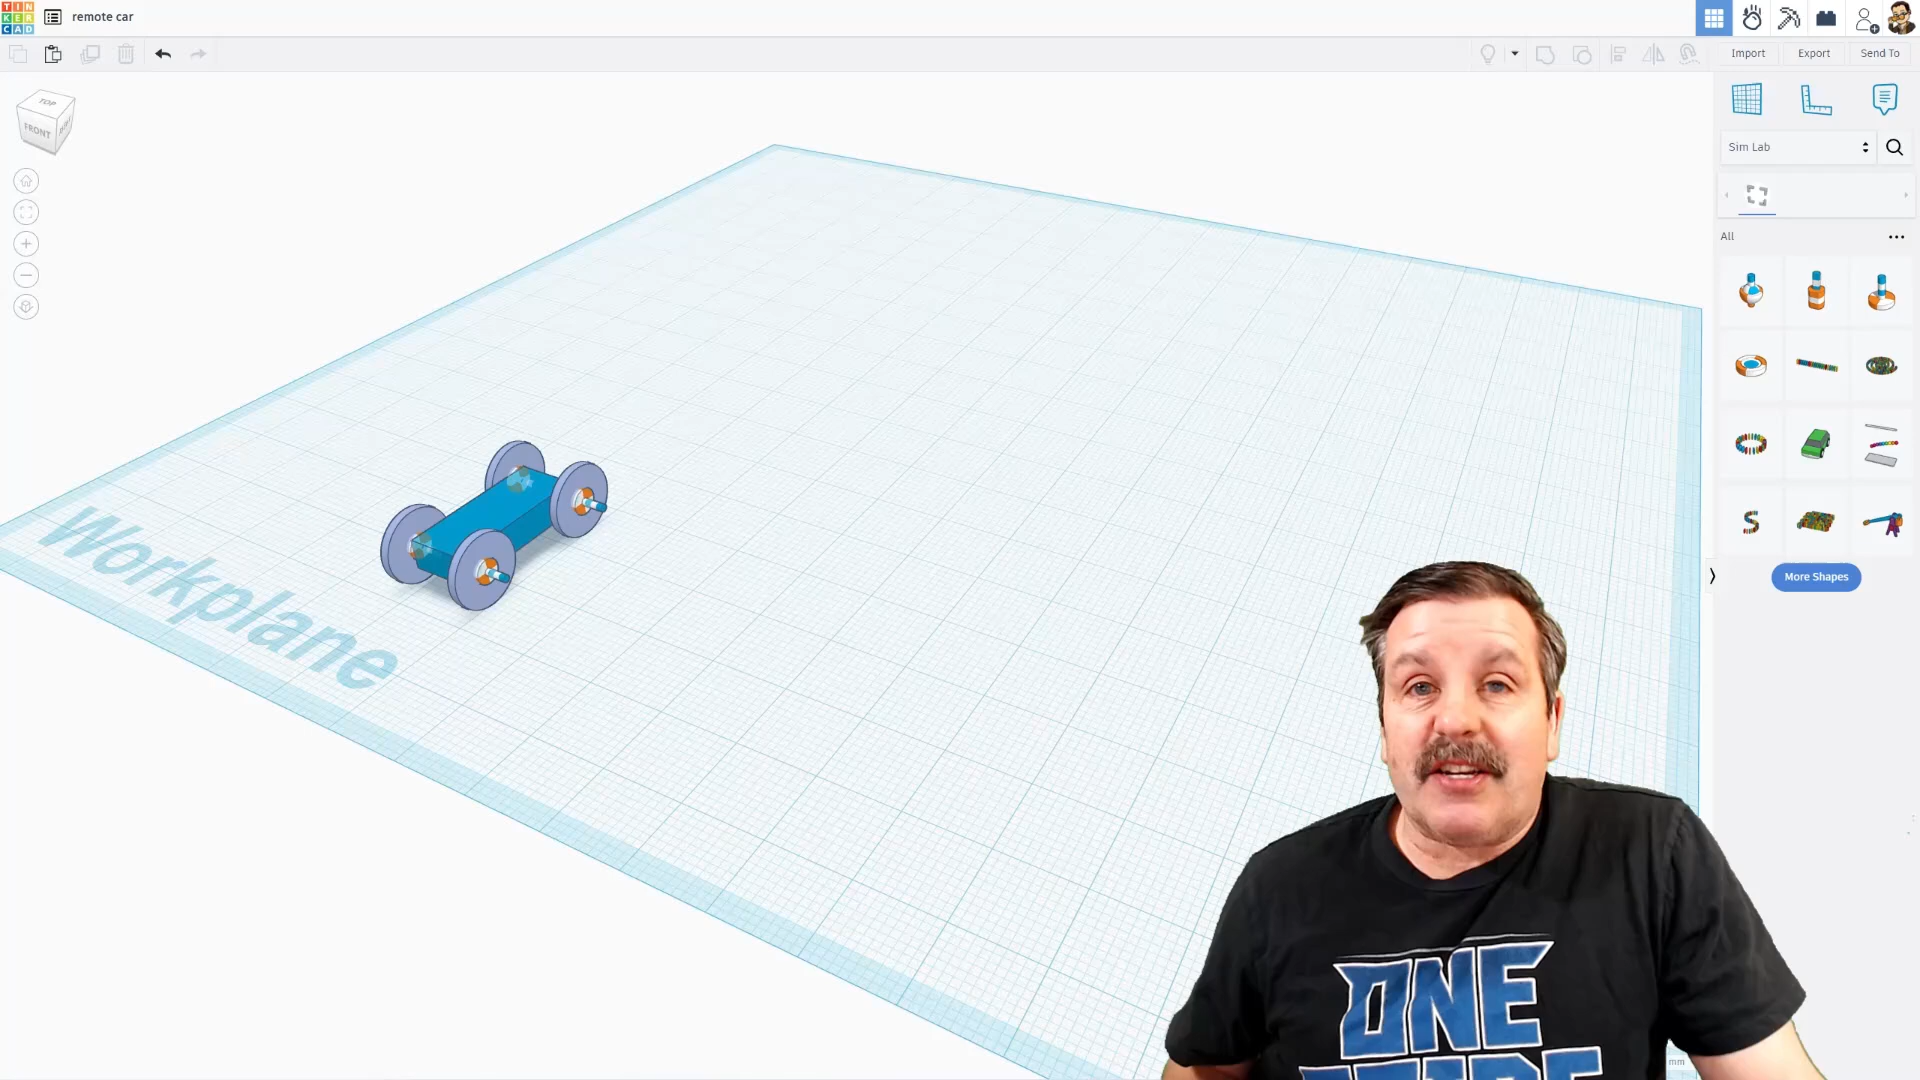 TIN
KER
CAD
remote car
Import
Export
Send To
TOP
FRONT
Sim Lab
All
More Shapes
Workplane
ONE
mm